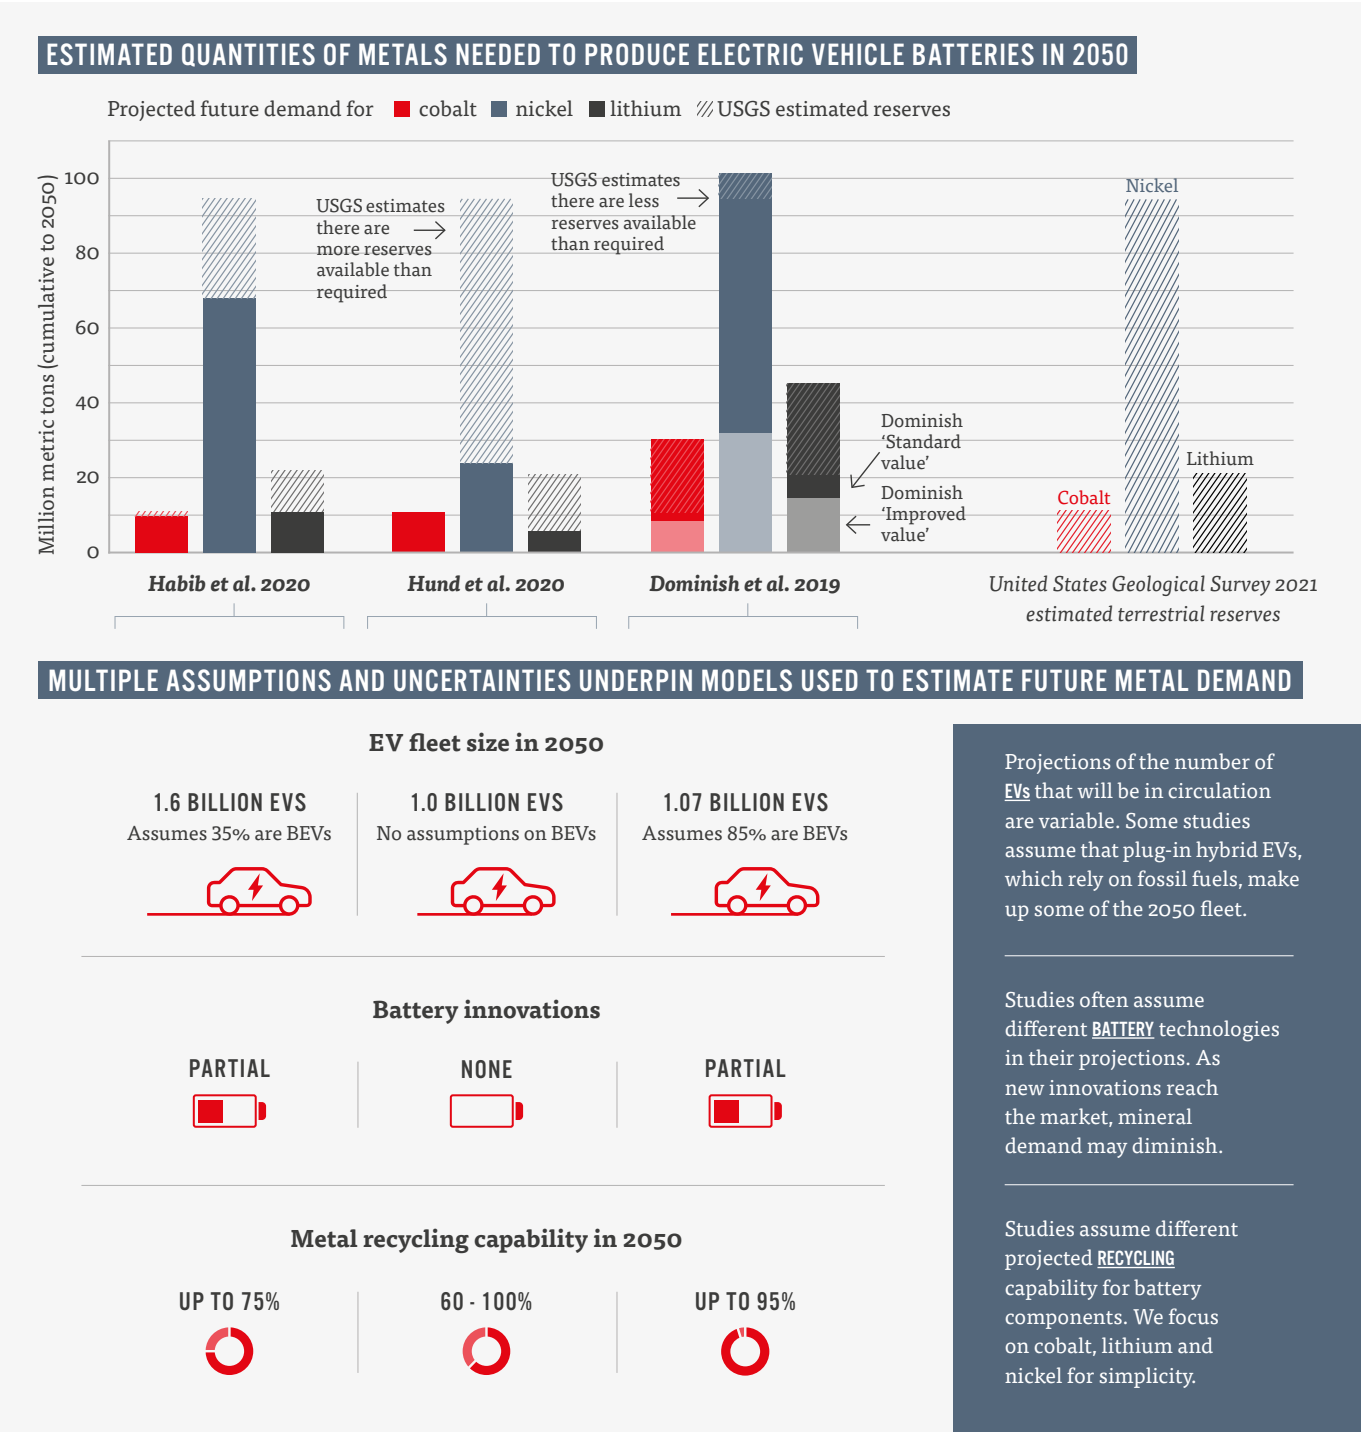 ESTIMATED QUANTITIES OF METALS NEEDED TO PRODUCE ELECTRIC VEHICLE BATTERIES IN 2050
Projected future demand for cobalt nickel lithium USGS estimated reserves
Million metric tons (cumulative to 2050)
100
80
60
40
20
0
USGS estimates
there are
more reserves
available than
required
USGS estimates
there are less
reserves available
than required
Dominish
‘Standard
value’
Dominish
‘Improved
value’
Cobalt
Nickel
Lithium
Habib et al. 2020
Hund et al. 2020
Dominish et al. 2019
United States Geological Survey 2021
estimated terrestrial reserves
MULTIPLE ASSUMPTIONS AND UNCERTAINTIES UNDERPIN MODELS USED TO ESTIMATE FUTURE METAL DEMAND
EV fleet size in 2050
1.6 BILLION EVS
Assumes 35% are BEVs
1.0 BILLION EVS
No assumptions on BEVs
1.07 BILLION EVS
Assumes 85% are BEVs
Projections of the number of
EVs that will be in circulation
are variable. Some studies
assume that plug-in hybrid EVs,
which rely on fossil fuels, make
up some of the 2050 fleet.
Battery innovations
PARTIAL
NONE
PARTIAL
Studies often assume
different BATTERY technologies
in their projections. As
new innovations reach
the market, mineral
demand may diminish.
Metal recycling capability in 2050
UP TO 75%
60 - 100%
UP TO 95%
Studies assume different
projected RECYCLING
capability for battery
components. We focus
on cobalt, lithium and
nickel for simplicity.